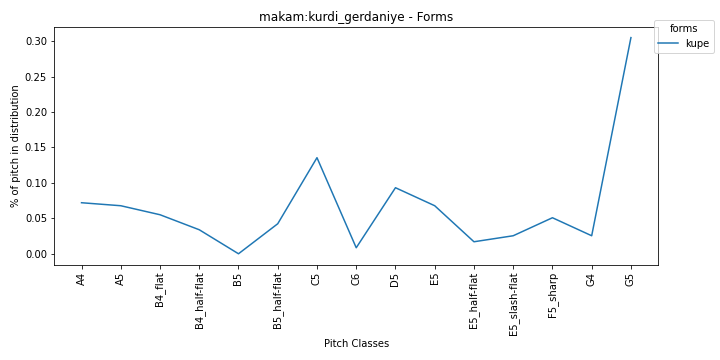 makam:kurdi_gerdaniye - Forms
forms
kupe
% of pitch in distribution
0.30
0.25
0.20
0.15
0.10
0.05
0.00
A4
A5
B4_flat
B4_half-flat
B5
B5_half-flat
C5
C6
D5
E5
E5_half-flat
E5_slash-flat
F5_sharp
G4
G5
Pitch Classes